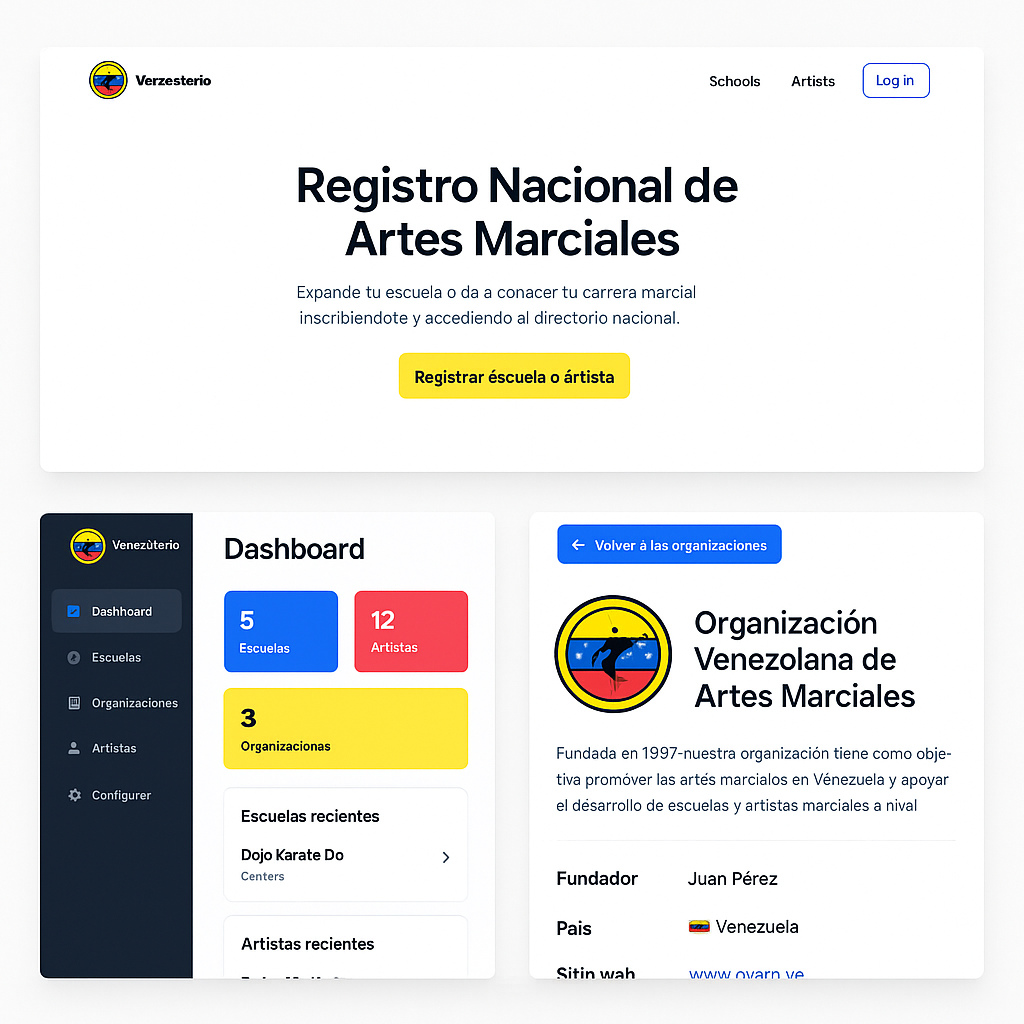 Verzesterio
Schools
Artists
Log in
Registro Nacional de
Artes Marciales
Expande tu escuela o da a conacer tu carrera marcial
inscribiendote y accediendo al directorio nacional.
Registrar éscuela o ártista
Venezùterio
Dashhoard
Escuelas
Organizaciones
Artistas
Configurer
Dashboard
5
Escuelas
12
Artistas
3
Organizacionas
Escuelas recientes
Dojo Karate Do
Centers
Artistas recientes
← Volver á las organizaciones
Organización
Venezolana de
Artes Marciales
Fundada en 1997-nuestra organización tiene como obje-
tiva promóver las artés marcialos en Vénezuela y apoyar
el désarrollo de escuelas y artistas marciales a nival
Fundador
Juan Pérez
Pais
Venezuela
Sitin wah
www.ovarn.ve